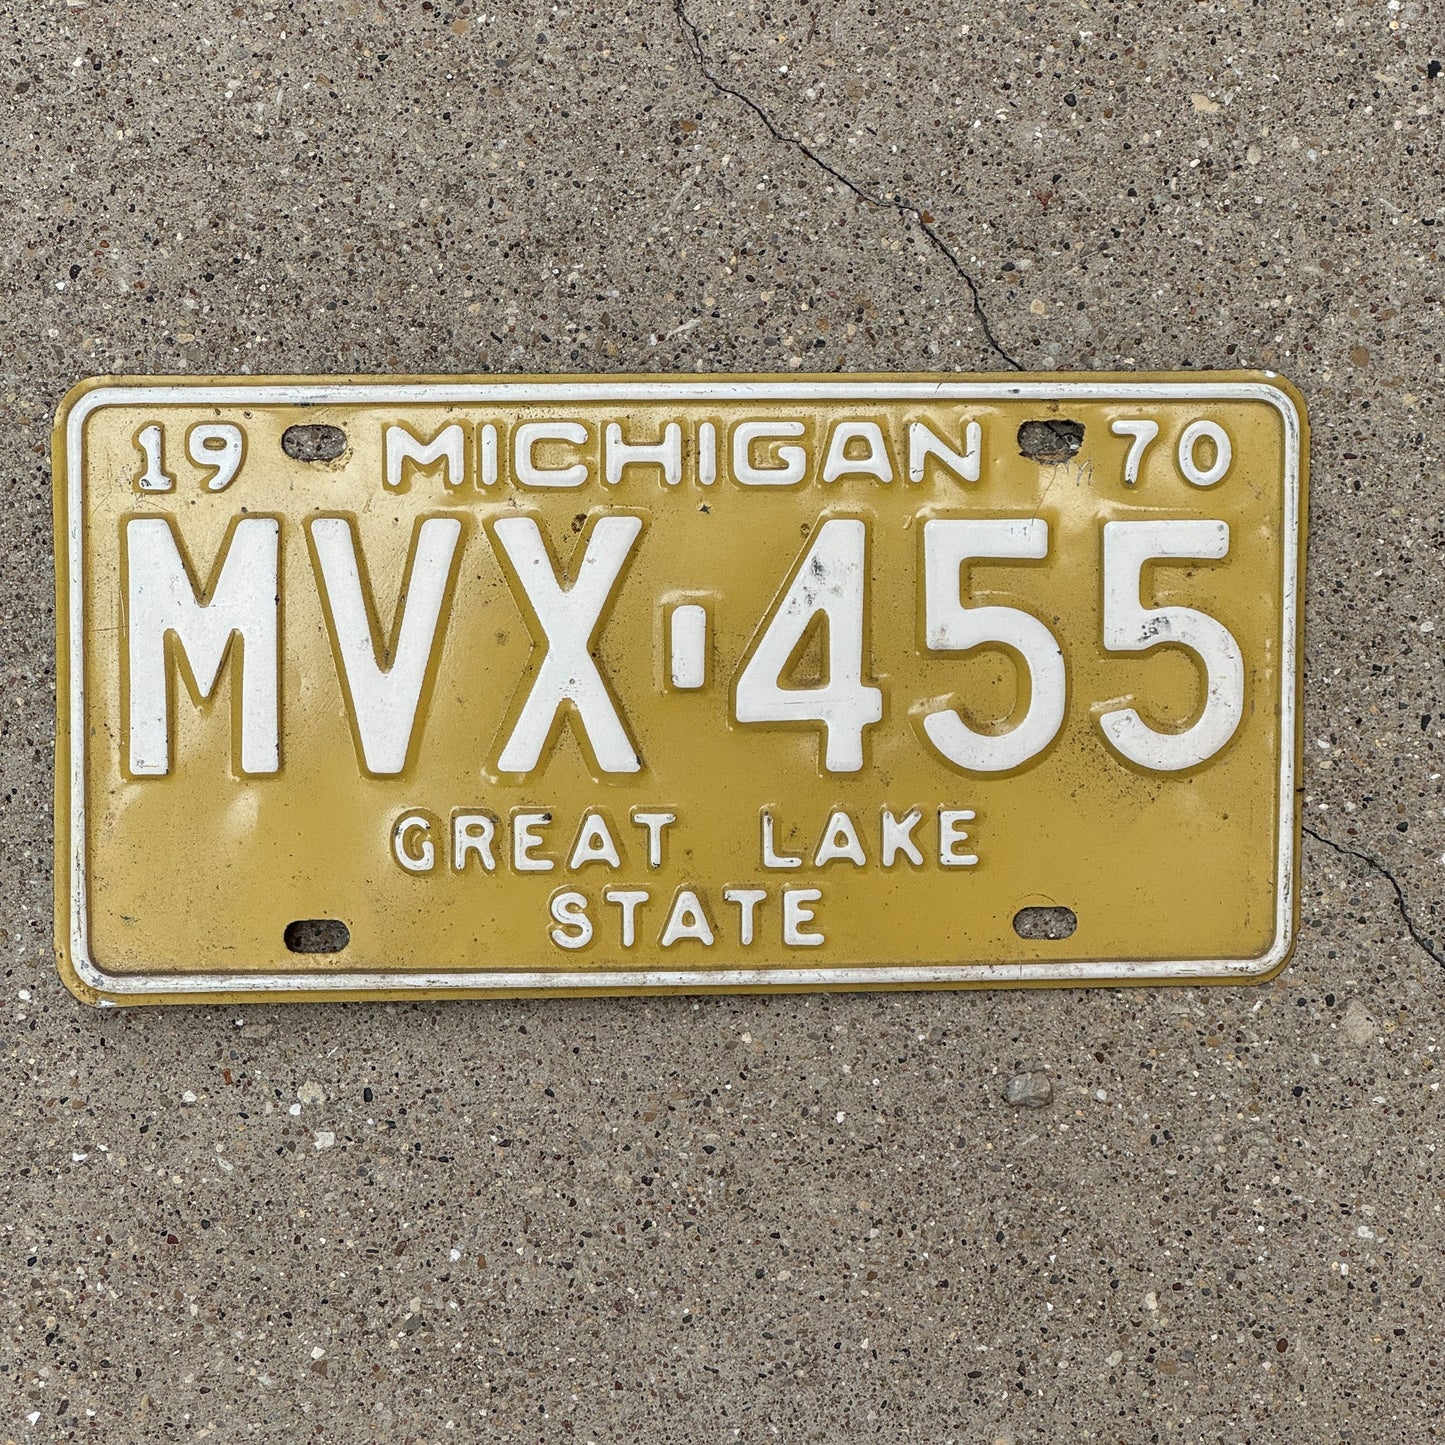 19 MICHIGAN 70
MVX-455
GREAT LAKE
STATE